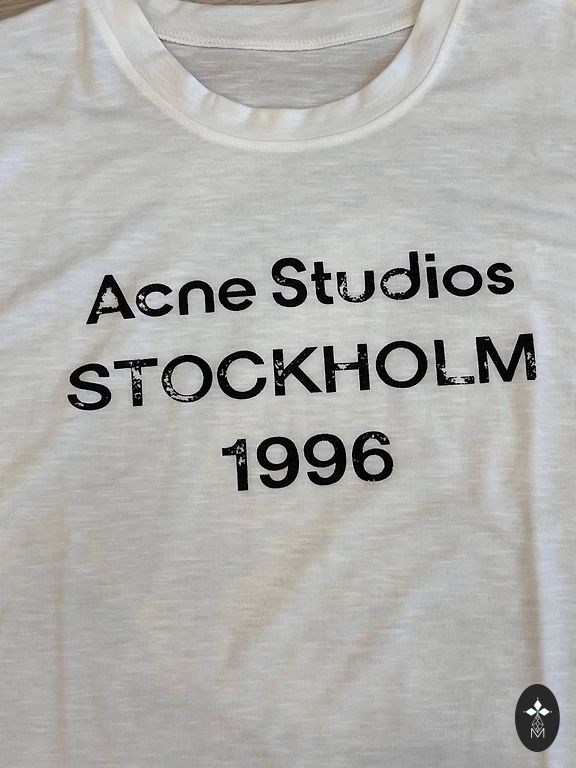 Acne Studios
STOCKHOLM
1996
M